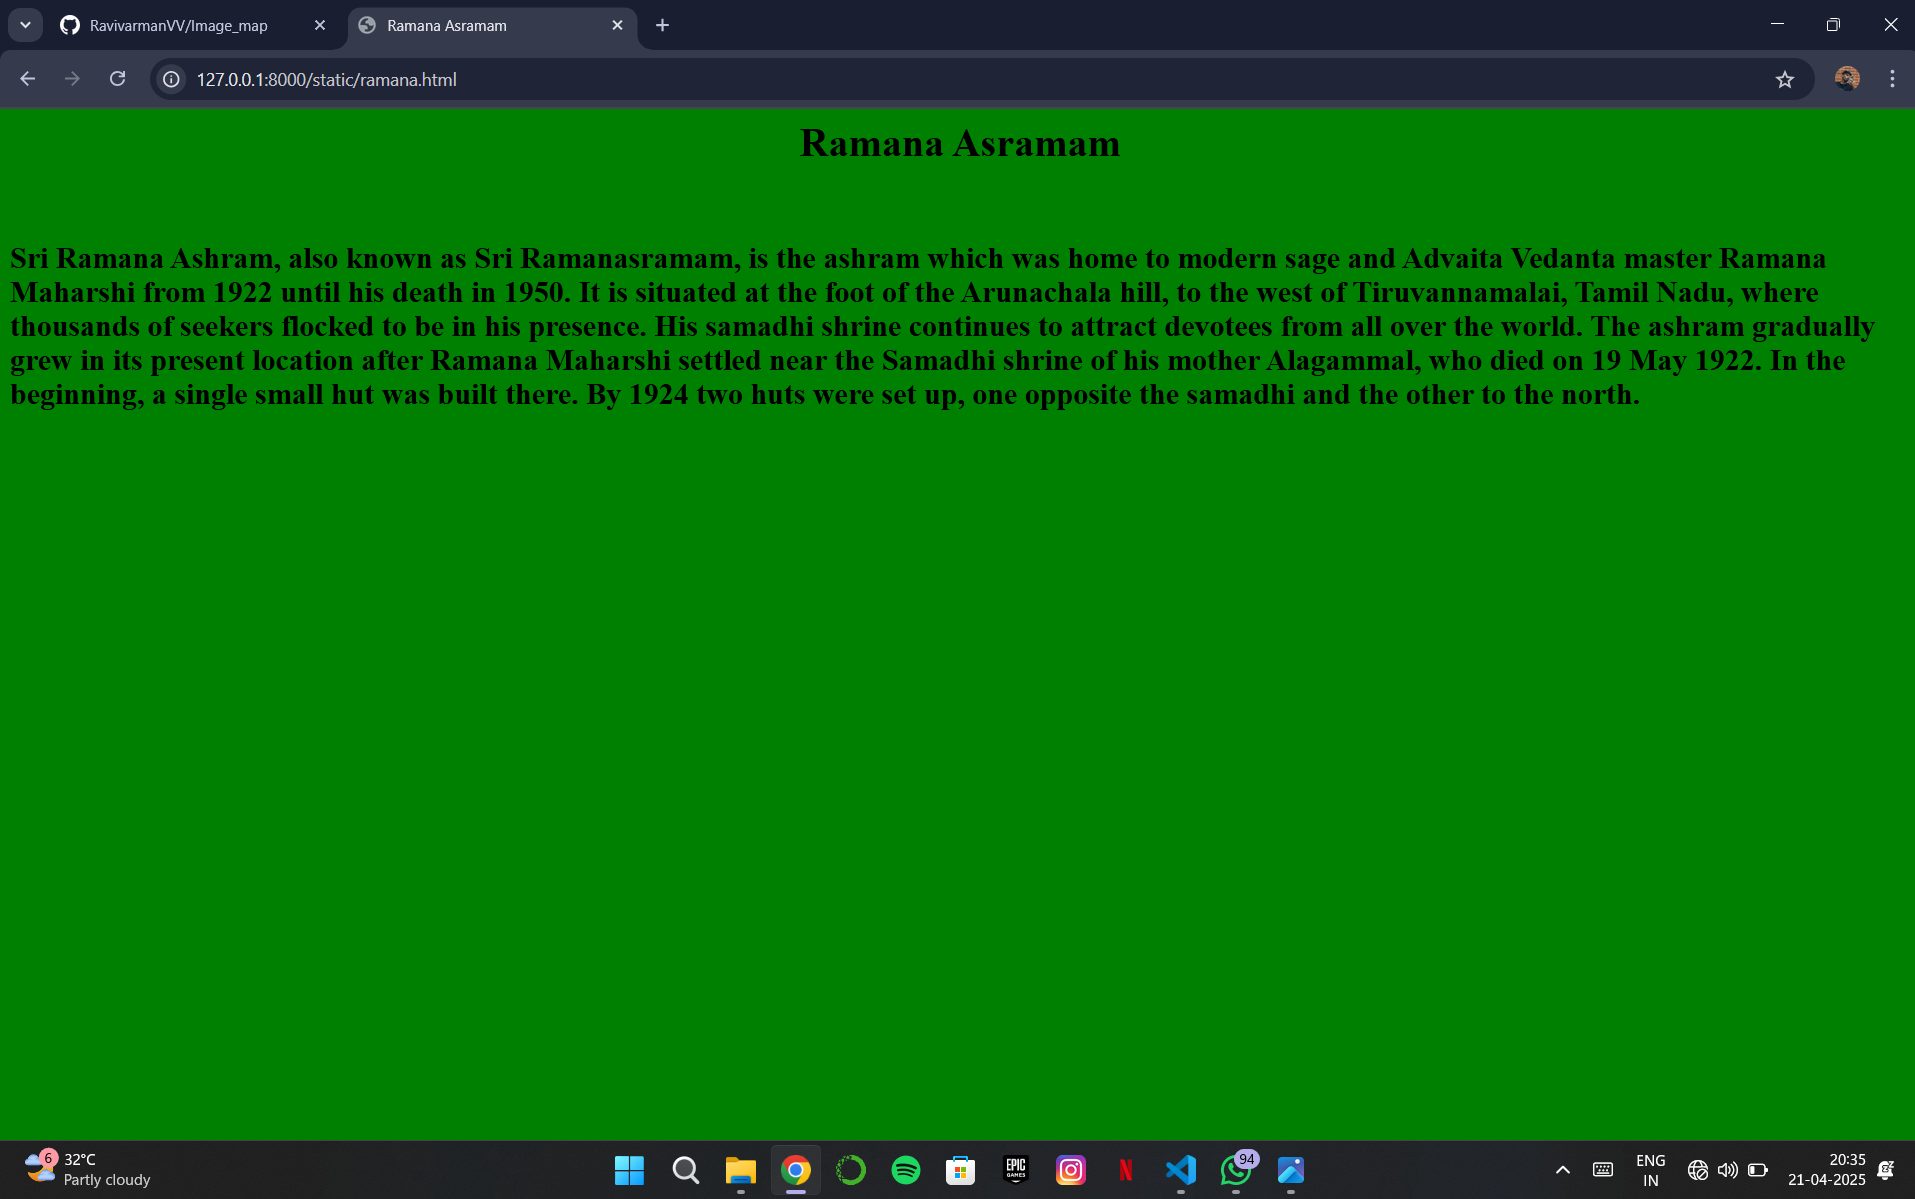 RavivarmanVV/Image_map
Ramana Asramam
127.0.0.1:8000/static/ramana.html
Ramana Asramam
Sri Ramana Ashram, also known as Sri Ramanasramam, is the ashram which was home to modern sage and Advaita Vedanta master Ramana
Maharshi from 1922 until his death in 1950. It is situated at the foot of the Arunachala hill, to the west of Tiruvannamalai, Tamil Nadu, where
thousands of seekers flocked to be in his presence. His samadhi shrine continues to attract devotees from all over the world. The ashram gradually
grew in its present location after Ramana Maharshi settled near the Samadhi shrine of his mother Alagammal, who died on 19 May 1922. In the
beginning, a single small hut was built there. By 1924 two huts were set up, one opposite the samadhi and the other to the north.
6
32°C
Partly cloudy
EPIC
GAMES
N
94
ENG
IN
20:35
21-04-2025